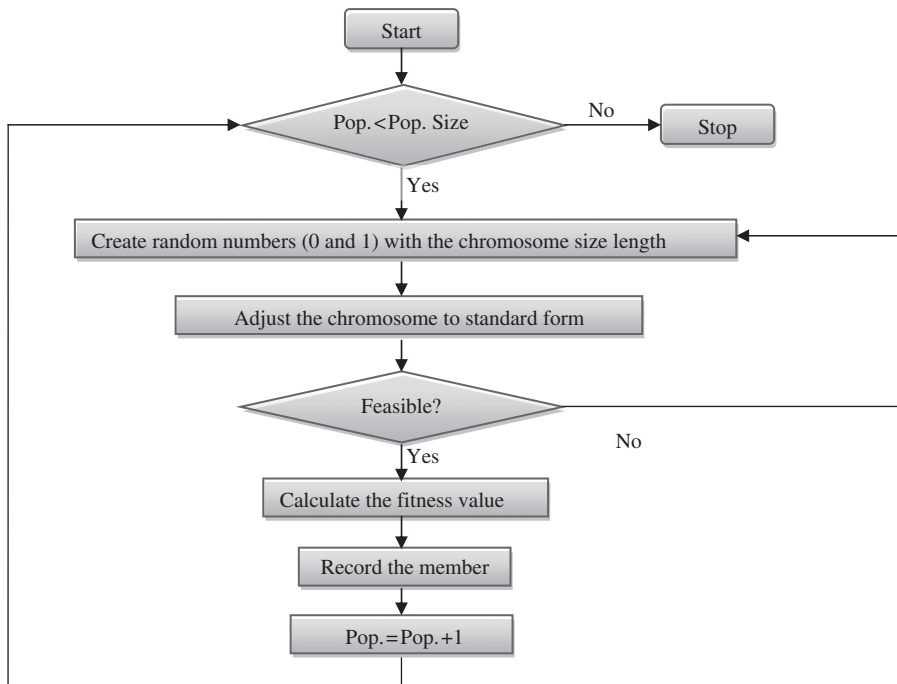 Start
Pop.<Pop. Size
No
Stop
Yes
Create random numbers (0 and 1) with the chromosome size length
Adjust the chromosome to standard form
Feasible?
No
Yes
Calculate the fitness value
Record the member
Pop.=Pop.+1